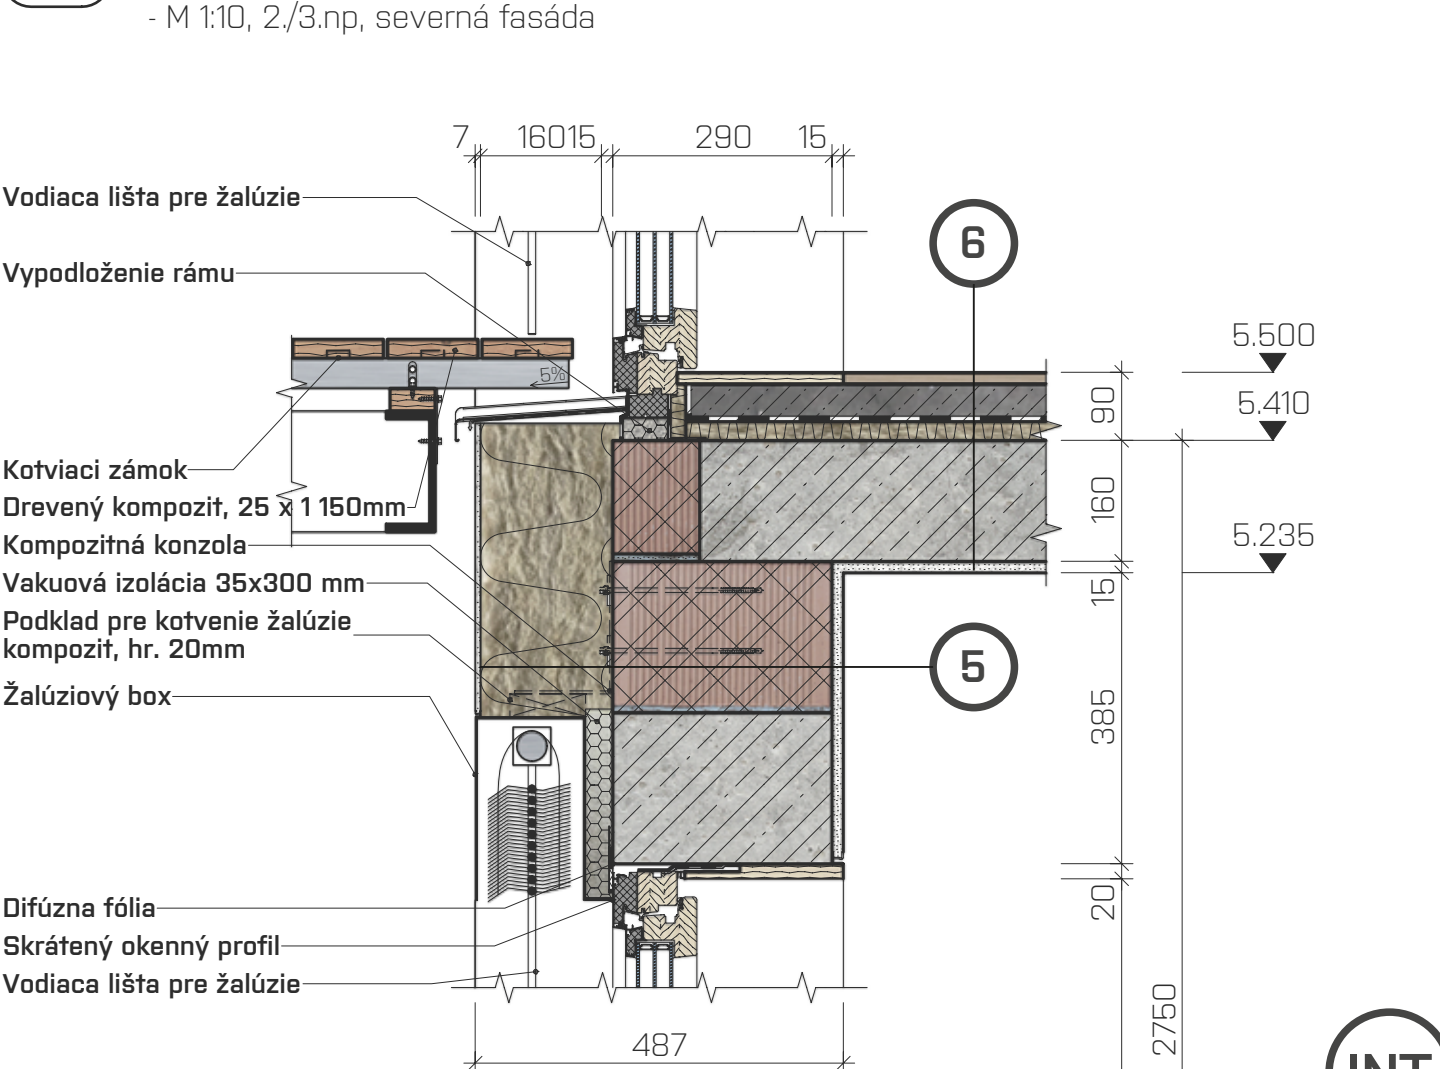 - M 1:10, 2./3.np, severná fasáda
7 160 15 290 15
Vodiaca lišta pre žalúzie
6
Vypodloženie rámu
5.500
5%
90
5.410
Kotviaci zámok
Drevený kompozit, 25 x 1 150mm
160
Kompozitná konzola
5.235
Vakuová izolácia 35x300 mm
15
Podklad pre kotvenie žalúzie
kompozit, hr. 20mm
5
Žalúziový box
385
Difúzna fólia
20
Skrátený okenný profil
Vodiaca lišta pre žalúzie
2750
487
INT